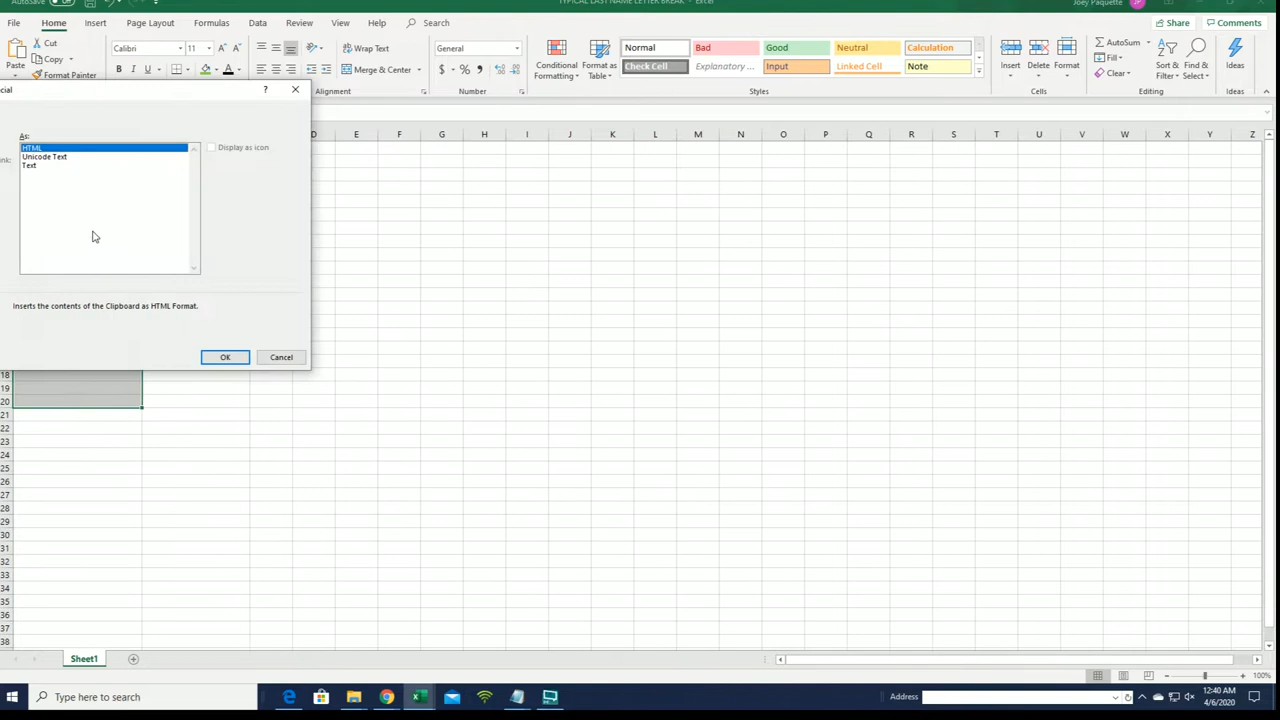 AutoSave
TYPICAL LAST NAME LETTER BREAK - Excel
Joey Paquette
JP
File Home Insert Page Layout Formulas Data Review View Help Search Share Comments
Cut
Copy
Format Painter
Paste
Calibri 11
B I U
Wrap Text
Merge & Center
General
Conditional Formatting
Format as Table
Normal Bad Good Neutral Calculation
Check Cell Explanatory ... Input Linked Cell Note
Insert Delete Format
AutoSum
Fill
Clear
Sort & Filter
Find & Select
Ideas
Alignment Number Styles Cells Editing Ideas
cial ? ×
As:
ink:
HTML
Unicode Text
Text
Display as icon
Inserts the contents of the Clipboard as HTML Format.
OK Cancel
D E F G H I J K L M N O P Q R S T U V W X Y Z
18
19
20
21
22
23
24
25
26
27
28
29
30
31
32
33
34
35
36
37
38
Sheet1
100%
Type here to search
Address
12:40 AM
4/6/2020